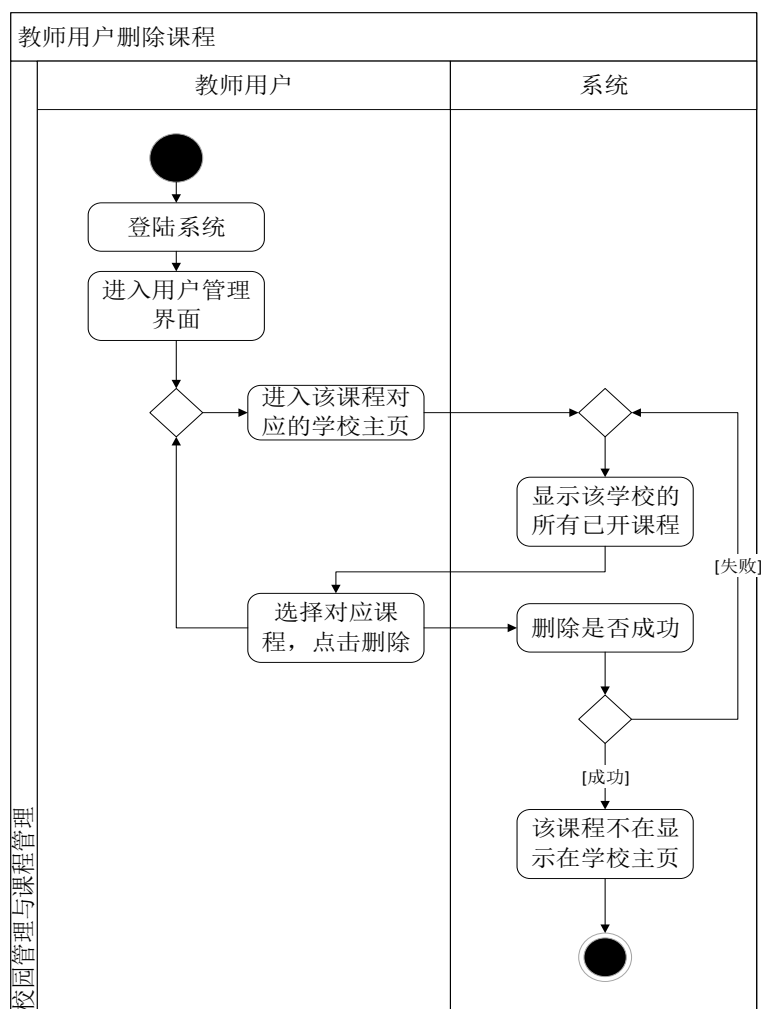 教师用户删除课程
教师用户
系统
登陆系统
进入用户管理
界面
进入该课程对
应的学校主页
显示该学校的
所有已开课程
[失败]
选择对应课
程，点击删除
删除是否成功
[成功]
该课程不在显
示在学校主页
校园管理与课程管理